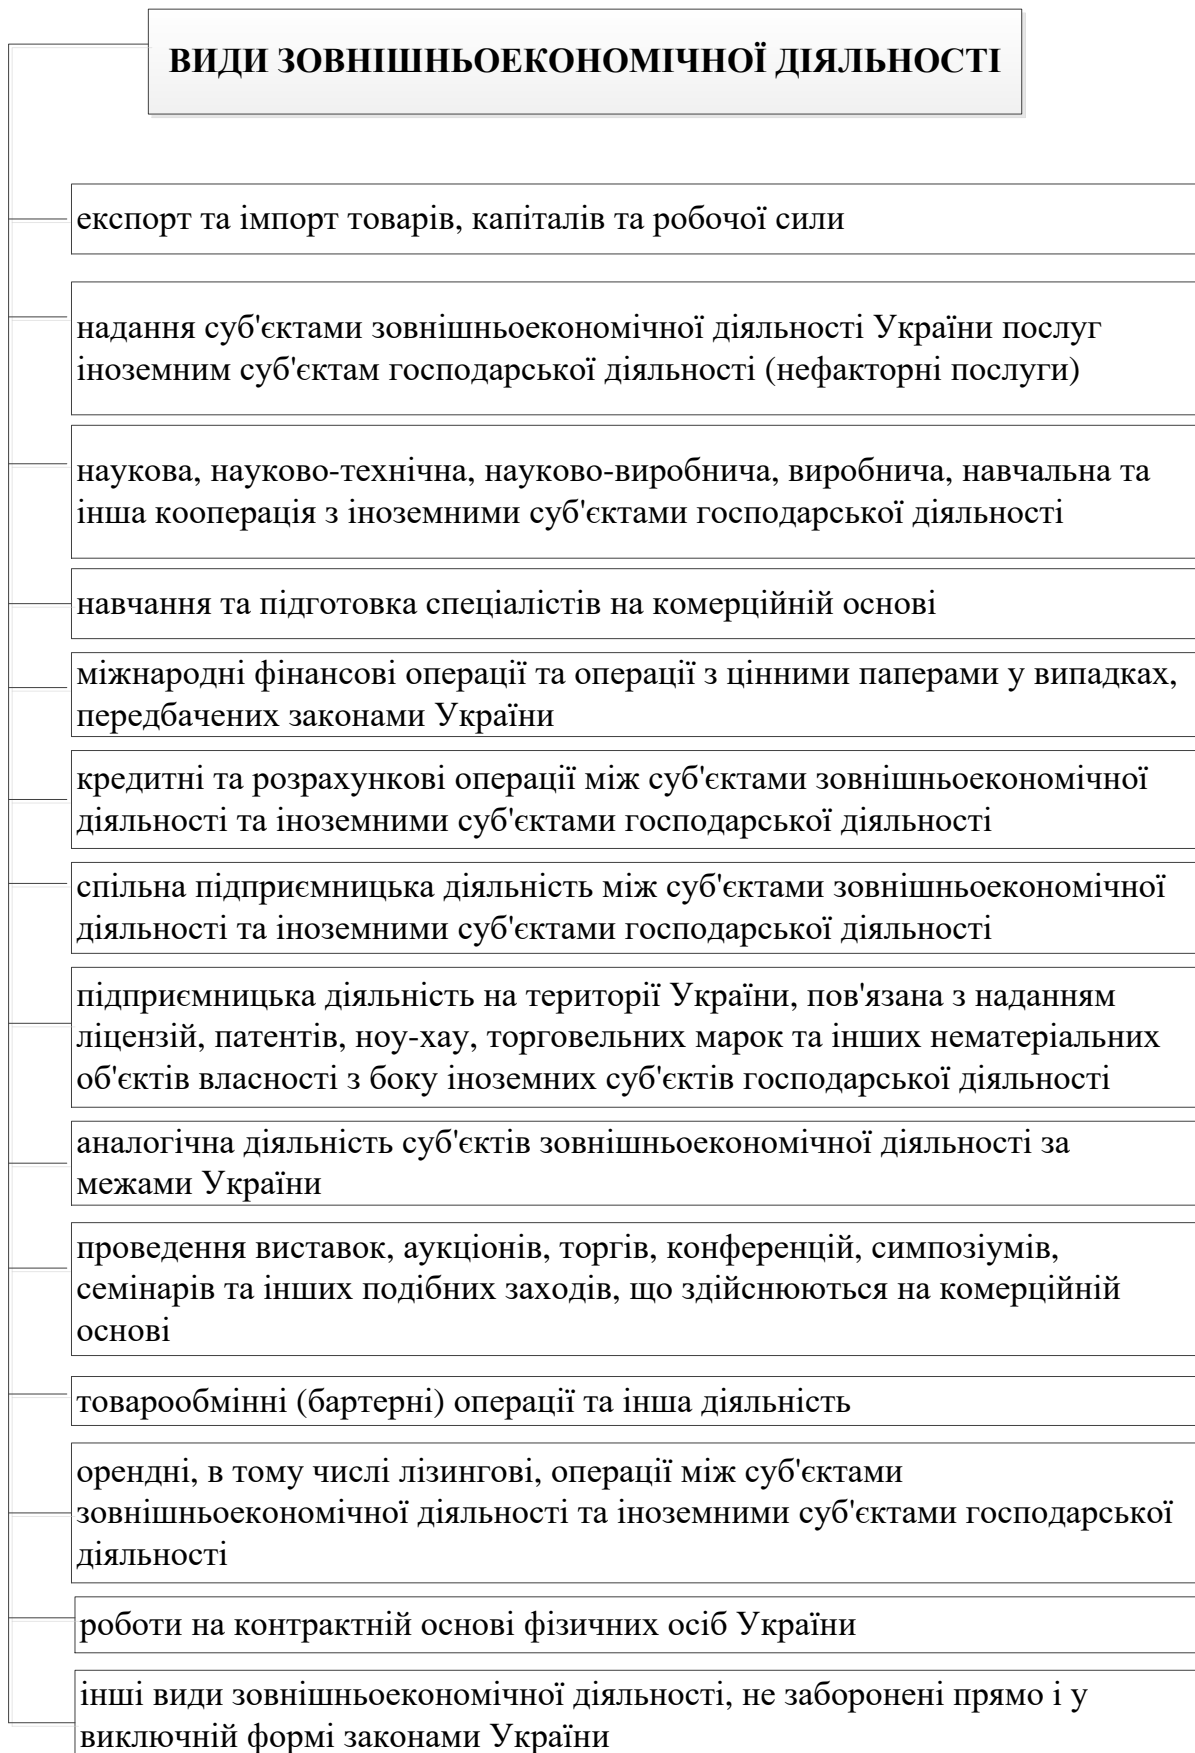 ВИДИ ЗОВНІШНЬОЕКОНОМІЧНОЇ ДІЯЛЬНОСТІ
експорт та імпорт товарів, капіталів та робочої сили
надання суб'єктами зовнішньоекономічної діяльності України послуг
іноземним суб'єктам господарської діяльності (нефакторні послуги)
наукова, науково-технічна, науково-виробнича, виробнича, навчальна та
інша кооперація з іноземними суб'єктами господарської діяльності
навчання та підготовка спеціалістів на комерційній основі
міжнародні фінансові операції та операції з цінними паперами у випадках,
передбачених законами України
кредитні та розрахункові операції між суб'єктами зовнішньоекономічної
діяльності та іноземними суб'єктами господарської діяльності
спільна підприємницька діяльність між суб'єктами зовнішньоекономічної
діяльності та іноземними суб'єктами господарської діяльності
підприємницька діяльність на території України, пов'язана з наданням
ліцензій, патентів, ноу-хау, торговельних марок та інших нематеріальних
об'єктів власності з боку іноземних суб'єктів господарської діяльності
аналогічна діяльність суб'єктів зовнішньоекономічної діяльності за
межами України
проведення виставок, аукціонів, торгів, конференцій, симпозіумів,
семінарів та інших подібних заходів, що здійснюються на комерційній
основі
товарообмінні (бартерні) операції та інша діяльність
орендні, в тому числі лізингові, операції між суб'єктами
зовнішньоекономічної діяльності та іноземними суб'єктами господарської
діяльності
роботи на контрактній основі фізичних осіб України
інші види зовнішньоекономічної діяльності, не заборонені прямо і у
виключній формі законами України